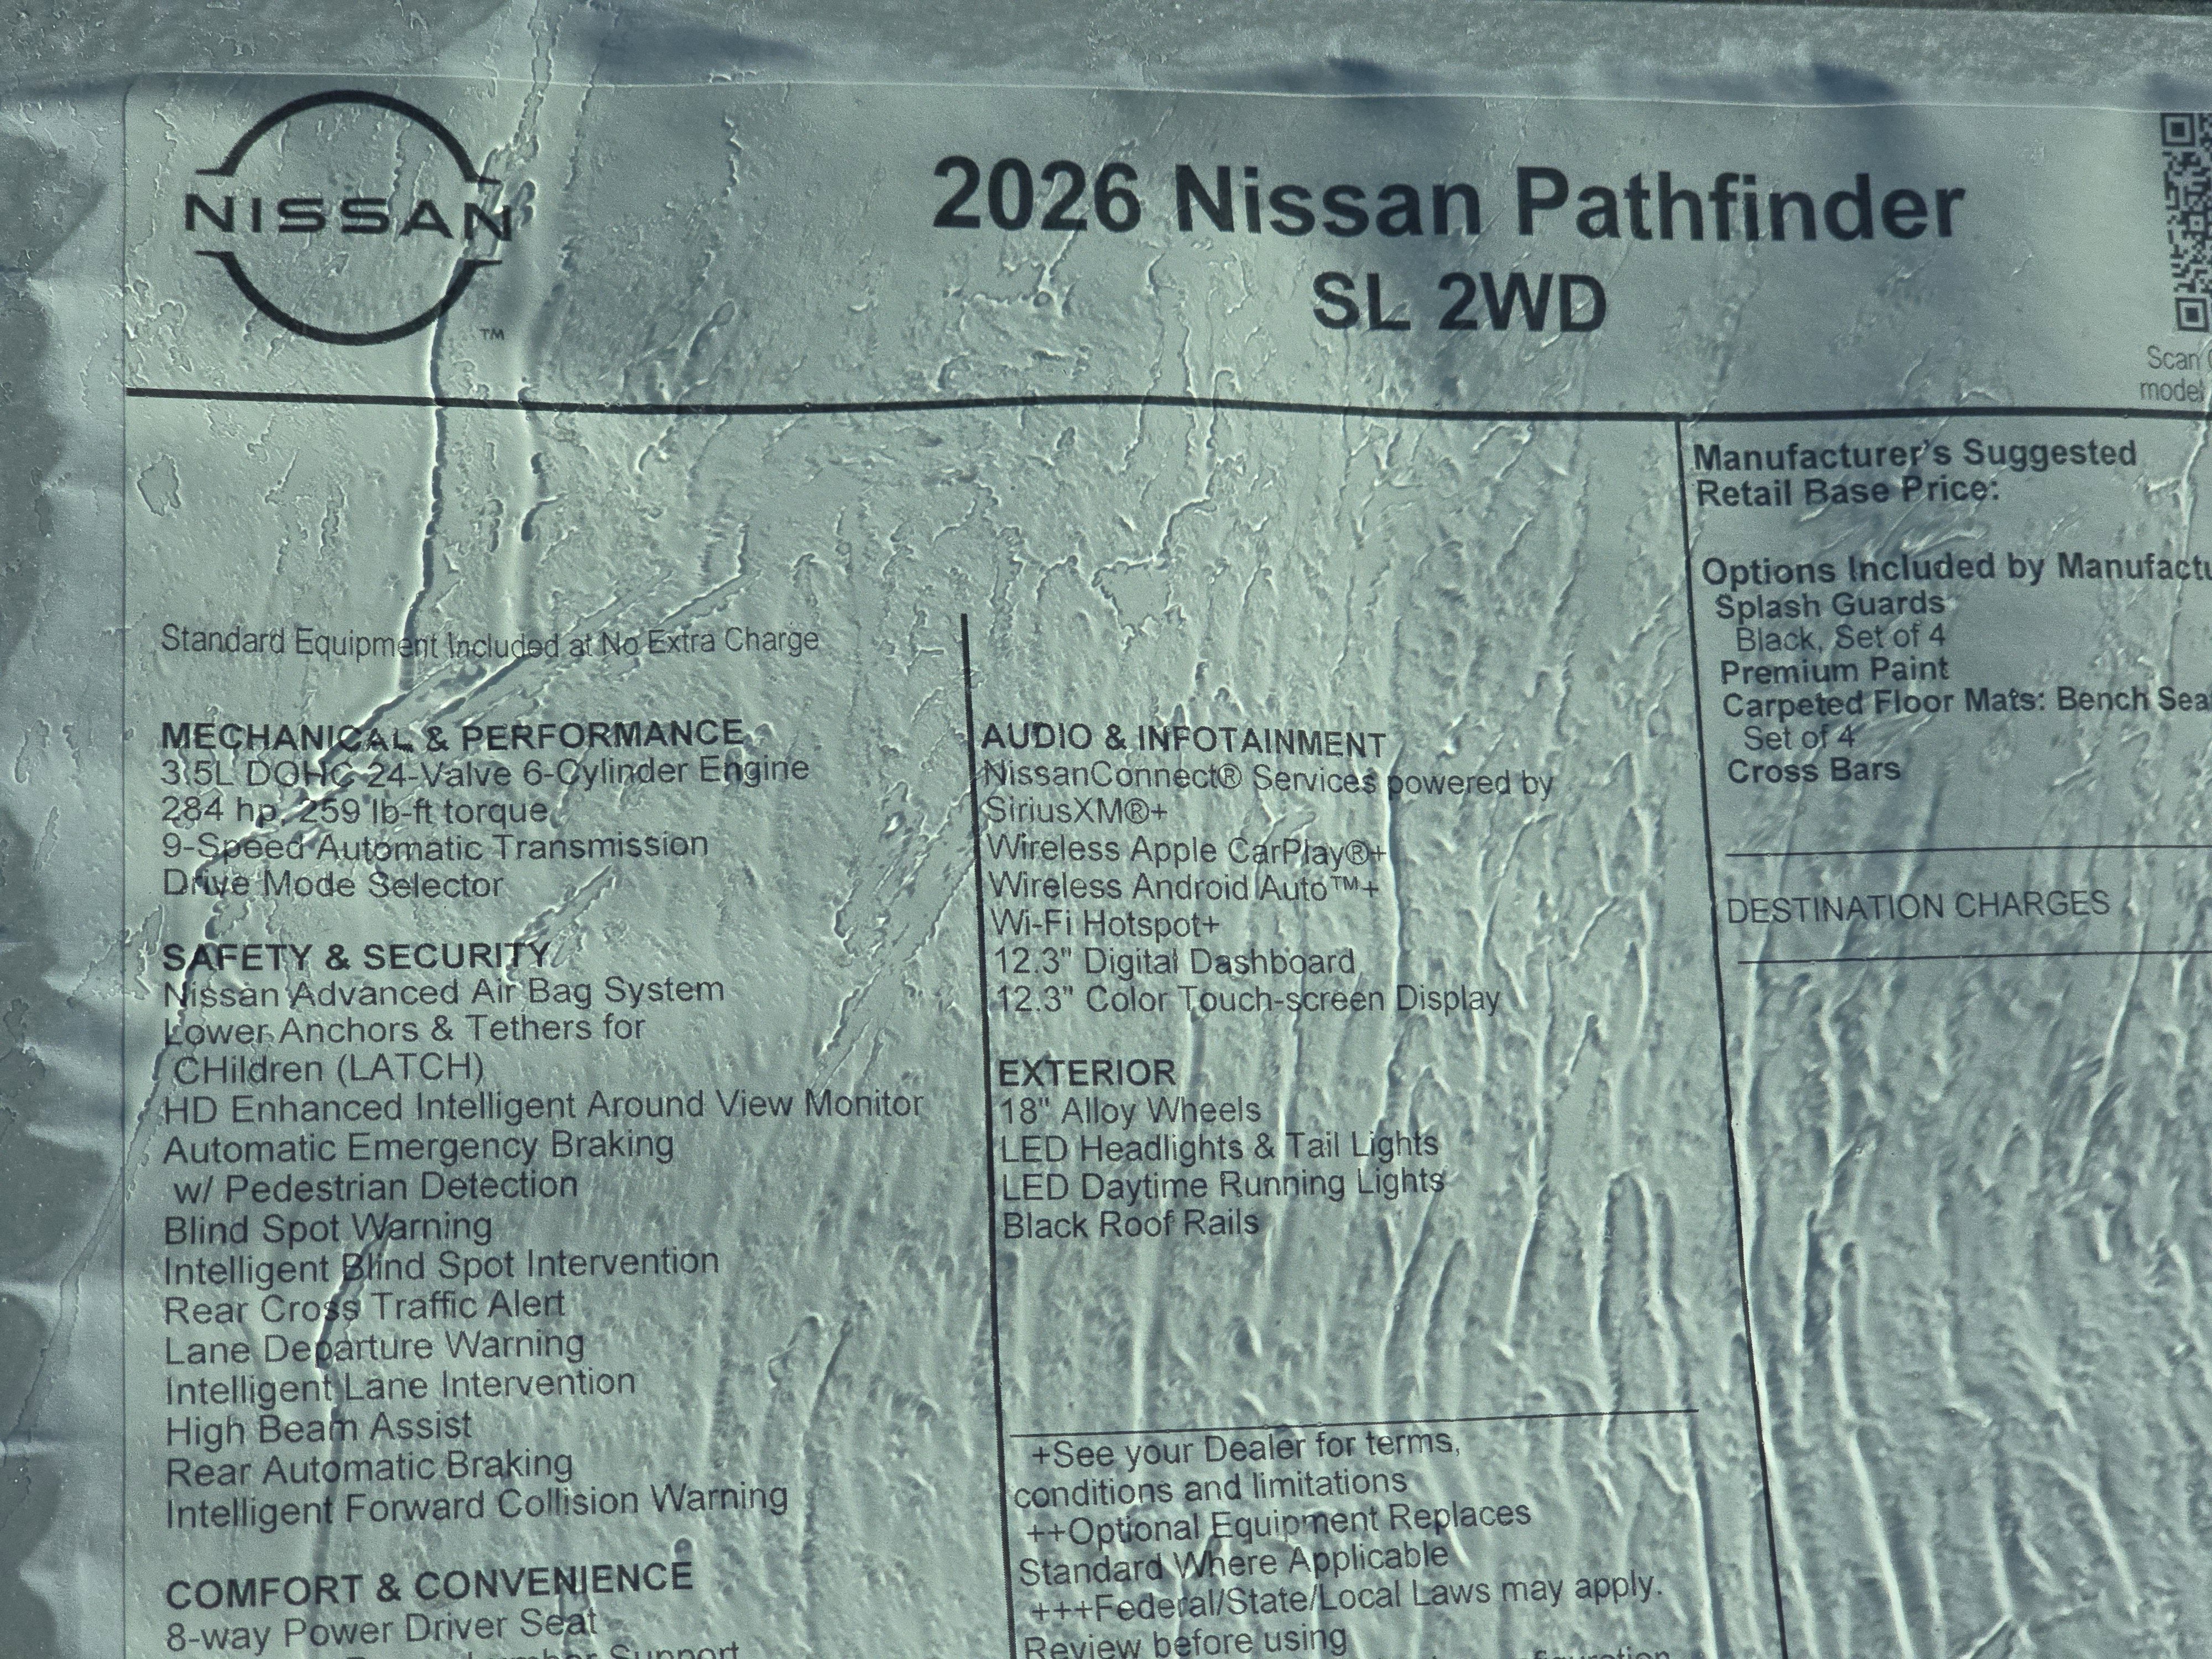 NISSAN
TM
2026 Nissan Pathfinder
SL 2WD
Scan
model
Standard Equipment Included at No Extra Charge
MECHANICAL & PERFORMANCE
3.5L DOHC 24-Valve 6-Cylinder Engine
284 hp, 259 lb-ft torque
9-Speed Automatic Transmission
Drive Mode Selector
SAFETY & SECURITY
Nissan Advanced Air Bag System
Lower Anchors & Tethers for
CHildren (LATCH)
HD Enhanced Intelligent Around View Monitor
Automatic Emergency Braking
w/ Pedestrian Detection
Blind Spot Warning
Intelligent Blind Spot Intervention
Rear Cross Traffic Alert
Lane Departure Warning
Intelligent Lane Intervention
High Beam Assist
Rear Automatic Braking
Intelligent Forward Collision Warning
COMFORT & CONVENIENCE
8-way Power Driver Seat
Support
AUDIO & INFOTAINMENT
NissanConnect® Services powered by
SiriusXM®+
Wireless Apple CarPlay®+
Wireless Android Auto™+
Wi-Fi Hotspot+
12.3" Digital Dashboard
12.3" Color Touch-screen Display
EXTERIOR
18" Alloy Wheels
LED Headlights & Tail Lights
LED Daytime Running Lights
Black Roof Rails
+See your Dealer for terms,
conditions and limitations
++Optional Equipment Replaces
Standard Where Applicable
+++Federal/State/Local Laws may apply.
Review before using
Manufacturer's Suggested
Retail Base Price:
Options Included by Manufactu
Splash Guards
Black, Set of 4
Premium Paint
Carpeted Floor Mats: Bench Sea
Set of 4
Cross Bars
DESTINATION CHARGES